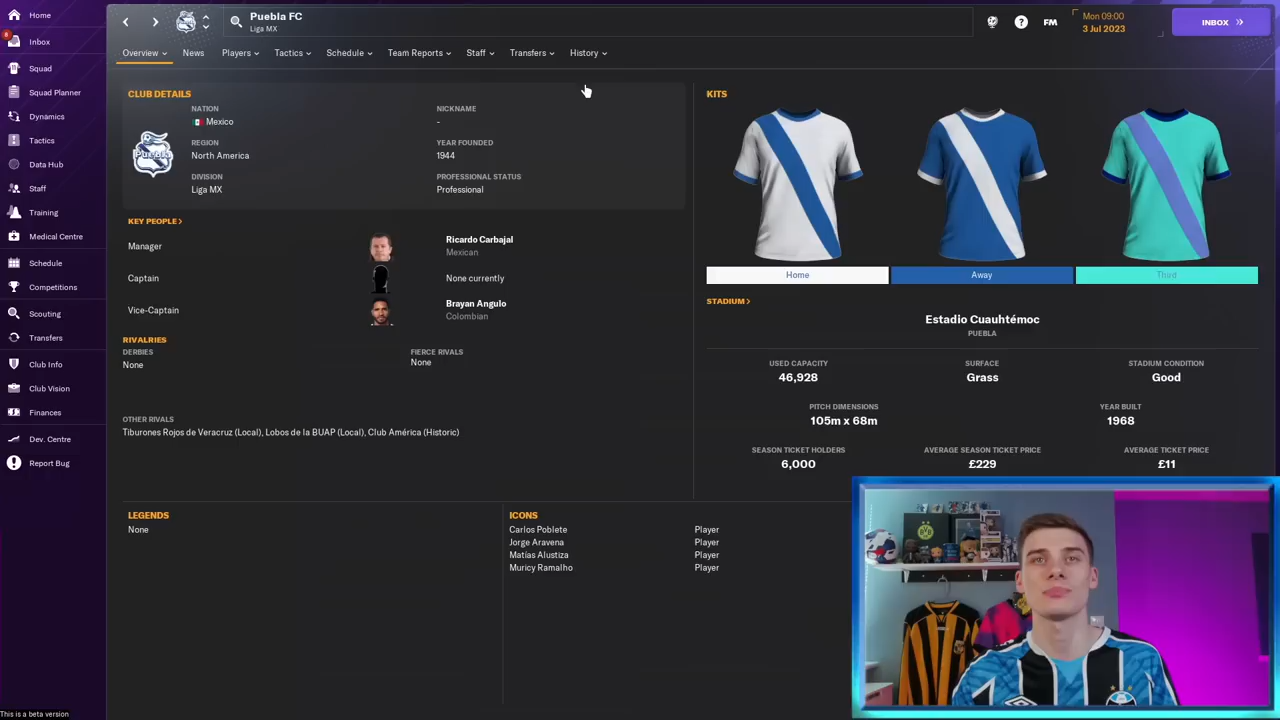 Home
8
Inbox
Squad
Squad Planner
Dynamics
Tactics
Data Hub
Staff
Training
Medical Centre
Schedule
Competitions
Scouting
Transfers
Club Info
Club Vision
Finances
Dev. Centre
Report Bug
This is a beta version
Puebla FC
Liga MX
?
FM
Mon 09:00
3 Jul 2023
INBOX
Overview
News
Players
Tactics
Schedule
Team Reports
Staff
Transfers
History
CLUB DETAILS
Puebla
NATION
Mexico
NICKNAME
-
REGION
North America
YEAR FOUNDED
1944
DIVISION
Liga MX
PROFESSIONAL STATUS
Professional
KEY PEOPLE >
Manager
Ricardo Carbajal
Mexican
Captain
None currently
Vice-Captain
Brayan Angulo
Colombian
RIVALRIES
DERBIES
None
FIERCE RIVALS
None
OTHER RIVALS
Tiburones Rojos de Veracruz (Local), Lobos de la BUAP (Local), Club América (Historic)
LEGENDS
None
ICONS
Carlos Poblete Player
Jorge Aravena Player
Matías Alustiza Player
Muricy Ramalho Player
KITS
Home
Away
Third
STADIUM >
Estadio Cuauhtémoc
PUEBLA
USED CAPACITY
46,928
SURFACE
Grass
STADIUM CONDITION
Good
PITCH DIMENSIONS
105m x 68m
YEAR BUILT
1968
SEASON TICKET HOLDERS
6,000
AVERAGE SEASON TICKET PRICE
£229
AVERAGE TICKET PRICE
£11